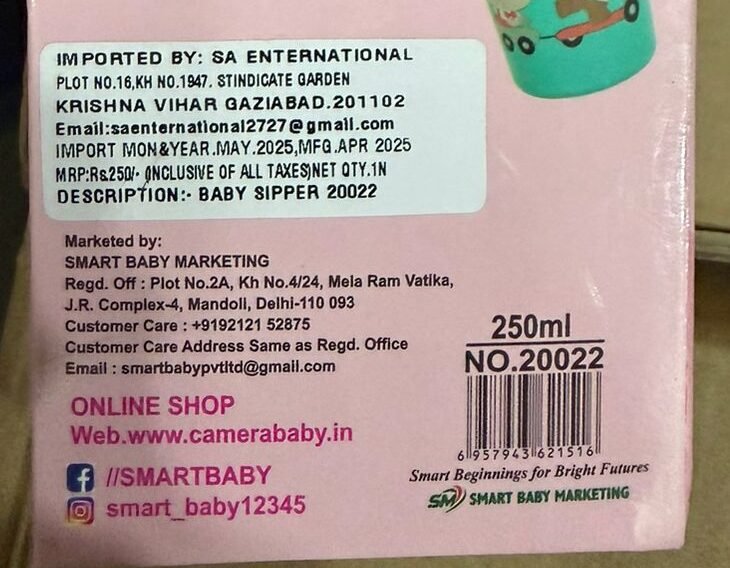 IMPORTED BY: SA ENTERNATIONAL
PLOT NO.16,KH NO.1947. STINDICATE GARDEN
KRISHNA VIHAR GAZIABAD.201102
Email:saenternational2727@gmail.com
IMPORT MON&YEAR.MAY.2025,MFG.APR 2025
MRP:Rs250/- (INCLUSIVE OF ALL TAXES)NET QTY.1N
DESCRIPTION:- BABY SIPPER 20022
Marketed by:
SMART BABY MARKETING
Regd. Off : Plot No.2A, Kh No.4/24, Mela Ram Vatika,
J.R. Complex-4, Mandoli, Delhi-110 093
Customer Care : +919212152875
Customer Care Address Same as Regd. Office
Email : smartbabypvtltd@gmail.com
ONLINE SHOP
Web.www.camerababy.in
//SMARTBABY
smart_baby12345
250ml
NO.20022
6 957943 621516
Smart Beginnings for Bright Futures
SM SMART BABY MARKETING